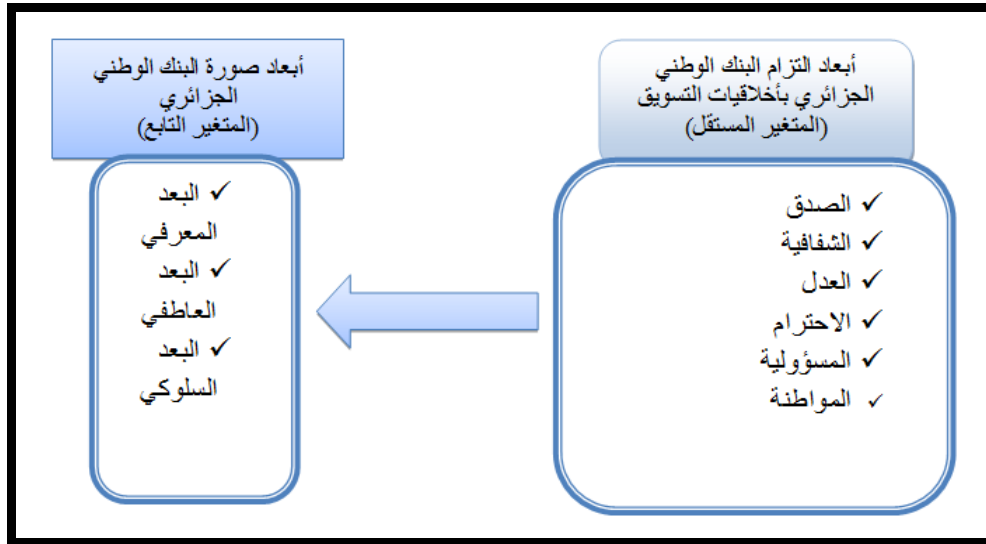 أبعاد التزام البنك الوطني
الجزائري بأخلاقيات التسويق
(المتغير المستقل)
✓ الصدق
✓ الشفافية
✓ العدل
✓ الاحترام
✓ المسؤولية
✓ المواطنة
أبعاد صورة البنك الوطني
الجزائري
(المتغير التابع)
✓ البعد
المعرفي
✓ البعد
العاطفي
✓ البعد
السلوكي